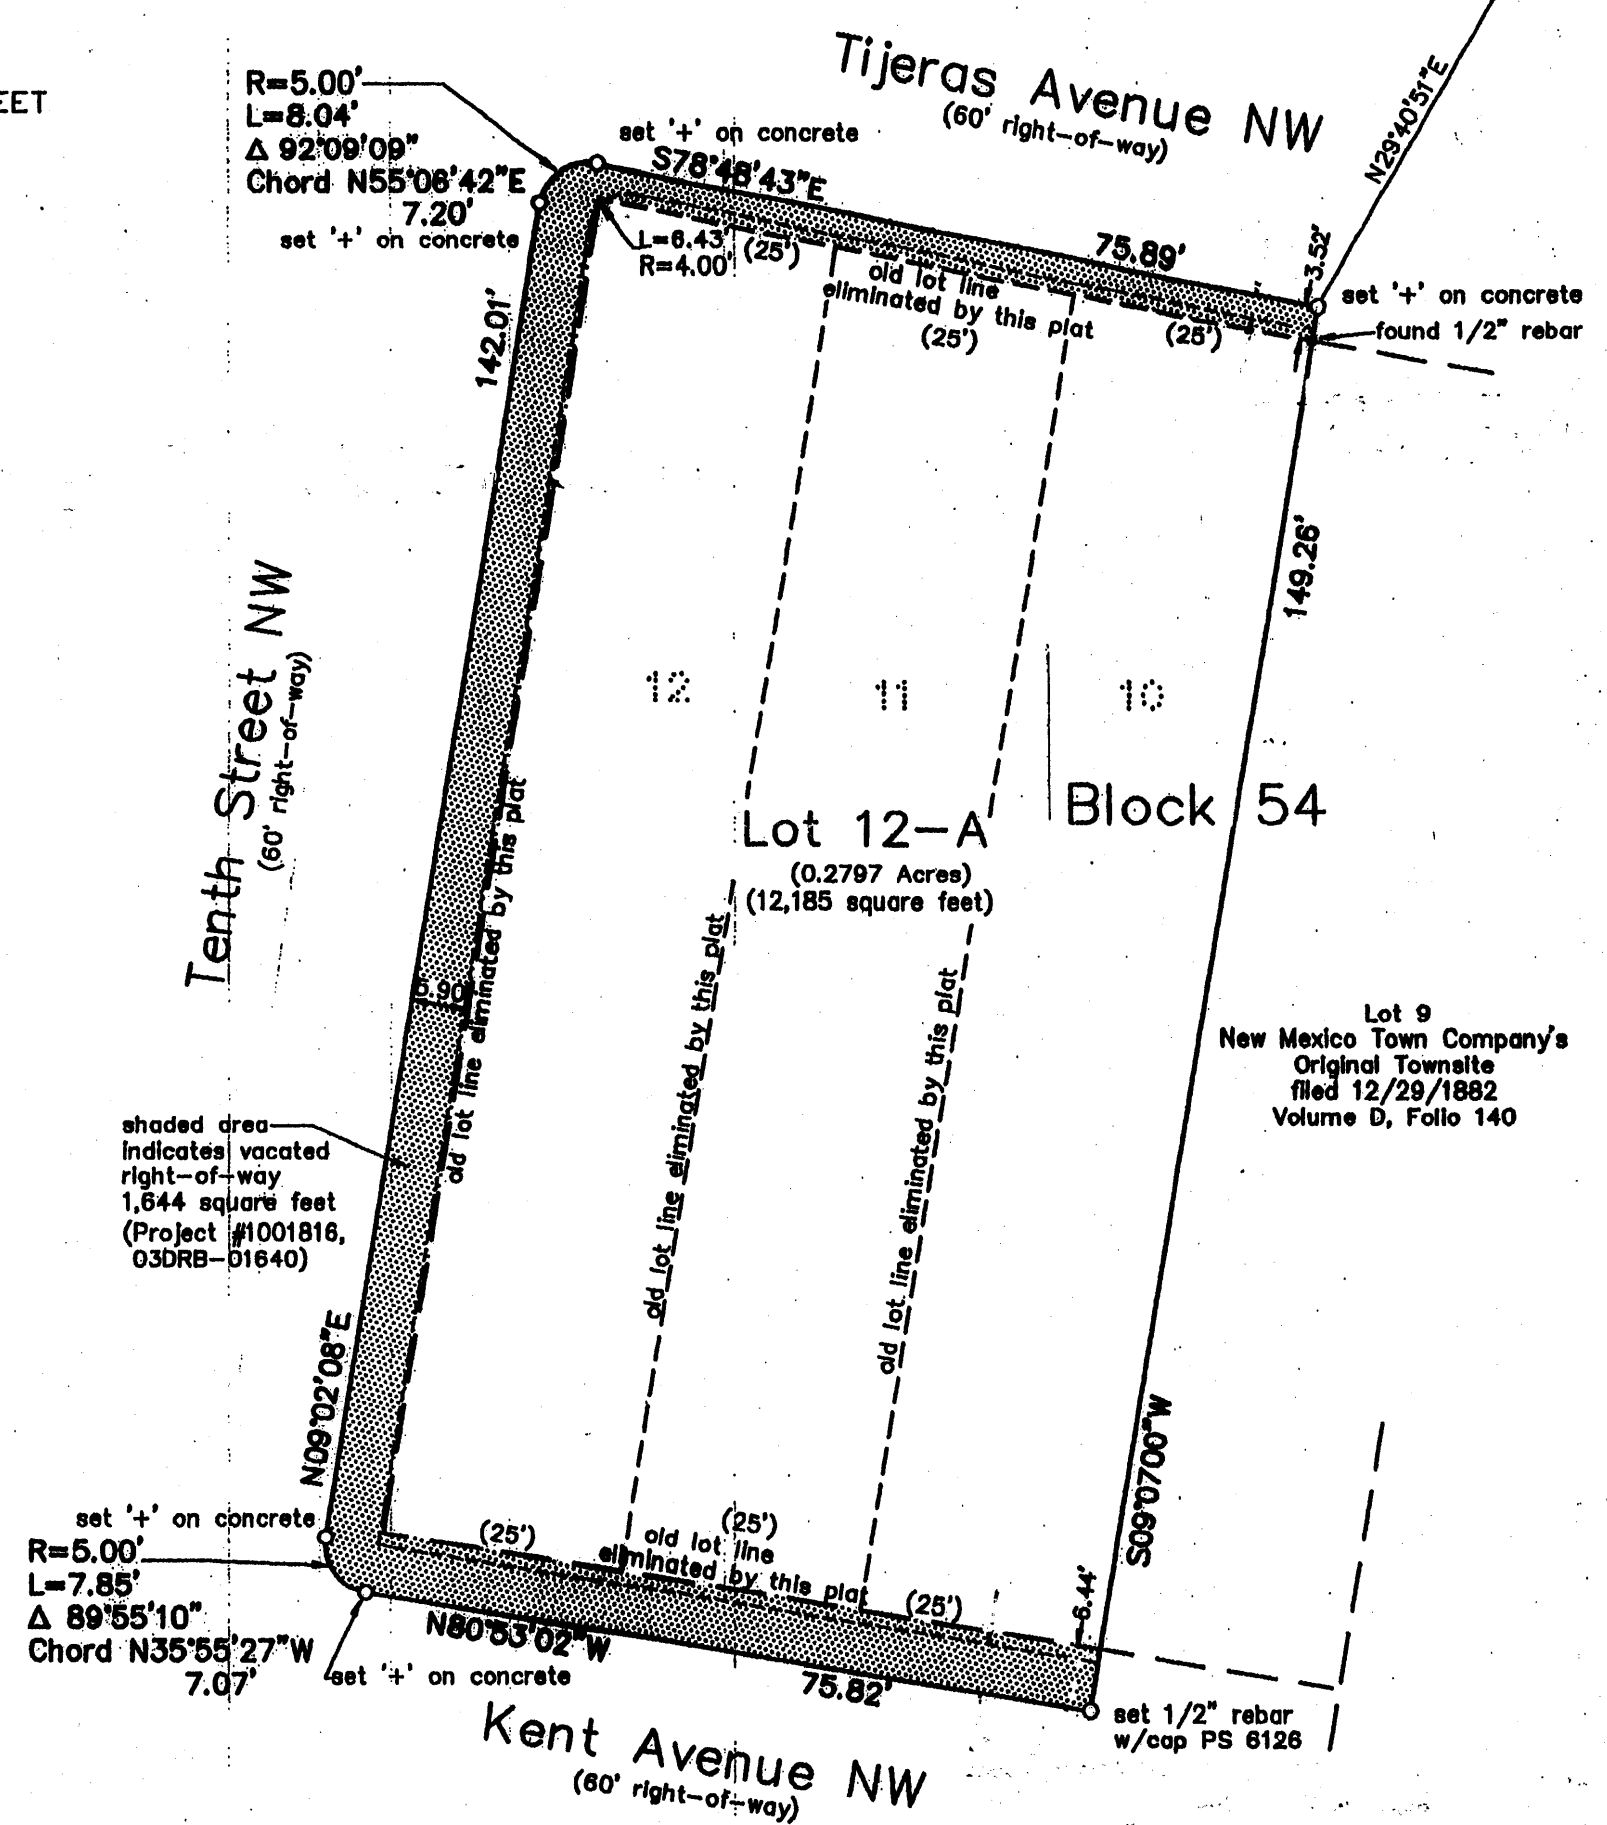 EET
Tijeras Avenue NW
(60' right-of-way)
N29°40'51"E
R=5.00'
L=8.04'
Δ 92°09'09"
Chord N55°06'42"E
7.20'
set '+' on concrete
set '+' on concrete
S78°48'43"E
75.89'
3.52'
set '+' on concrete
found 1/2" rebar
L=6.43'
R=4.00'
(25')
old lot line
eliminated by this plat
(25')
(25')
142.01'
149.26'
Tenth Street NW
(60' right-of-way)
12
11
10
Lot 12-A
(0.2797 Acres)
(12,185 square feet)
Block 54
5.90'
old lot line eliminated by this plat
old lot line eliminated by this plat
old lot line eliminated by this plat
Lot 9
New Mexico Town Company's
Original Townsite
filed 12/29/1882
Volume D, Folio 140
shaded area
indicates vacated
right-of-way
1,644 square feet
(Project #1001816,
03DRB-01640)
N09°02'08"E
S09°07'00"W
set '+' on concrete
R=5.00'
L=7.85'
Δ 89°55'10"
Chord N35°55'27"W
7.07'
set '+' on concrete
(25')
(25')
old lot line
eliminated by this plat
(25')
6.44'
N80°53'02"W
75.82'
set 1/2" rebar
w/cap PS 6126
Kent Avenue NW
(60' right-of-way)